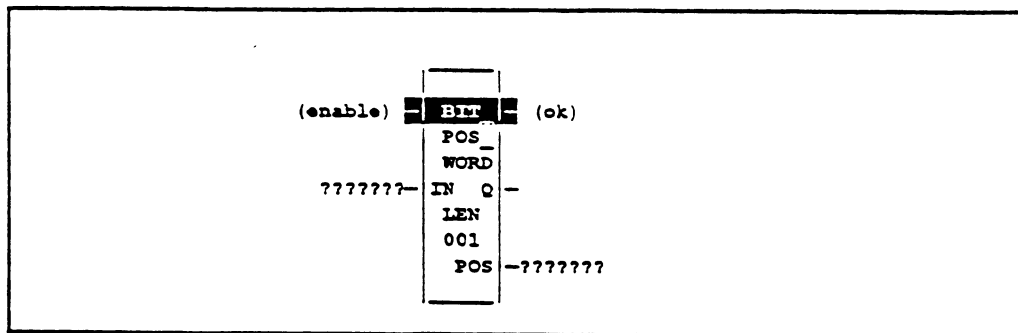 (enable) BIT (ok)
POS_
WORD
??????? IN Q
LEN
001
POS ???????